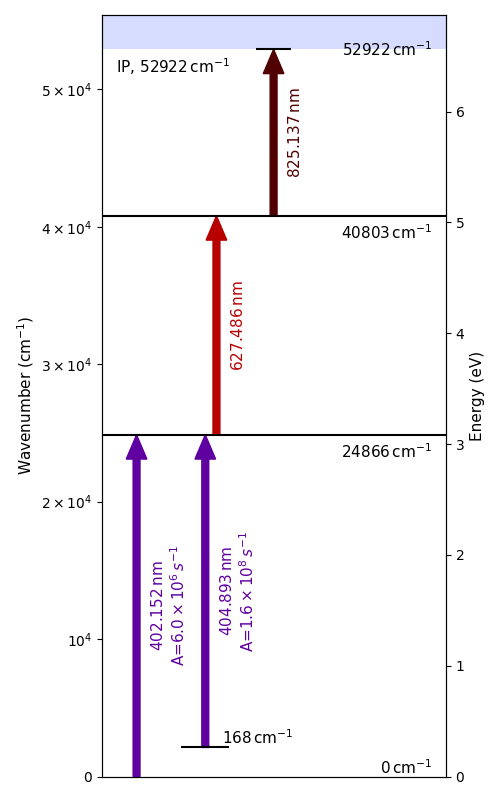 52922 cm⁻¹
IP, 52922 cm⁻¹
5 × 10⁴
6
825.137 nm
5
4 × 10⁴
40803 cm⁻¹
4
627.486 nm
3 × 10⁴
Wavenumber (cm⁻¹)
Energy (eV)
3
24866 cm⁻¹
2 × 10⁴
2
402.152 nm
A=6.0 × 10⁶ s⁻¹
404.893 nm
A=1.6 × 10⁸ s⁻¹
10⁴
1
168 cm⁻¹
0 cm⁻¹
0
0